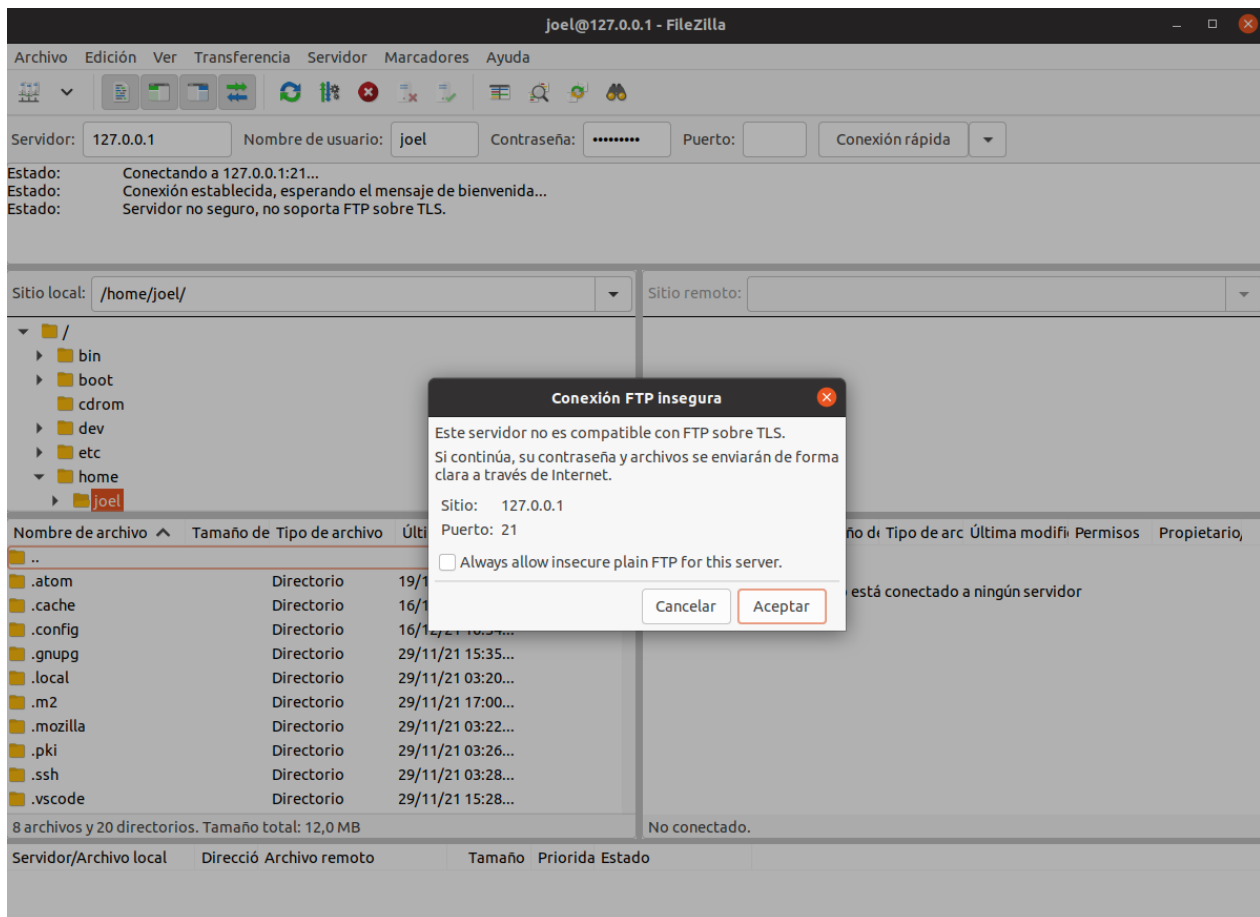 joel@127.0.0.1 - FileZilla
Archivo Edición Ver Transferencia Servidor Marcadores Ayuda
Servidor: 127.0.0.1 Nombre de usuario: joel Contraseña: ••••••••• Puerto: Conexión rápida
Estado: Conectando a 127.0.0.1:21...
Estado: Conexión establecida, esperando el mensaje de bienvenida...
Estado: Servidor no seguro, no soporta FTP sobre TLS.
Sitio local: /home/joel/
Sitio remoto:
/
bin
boot
cdrom
dev
etc
home
joel
Conexión FTP insegura
Este servidor no es compatible con FTP sobre TLS.
Si continúa, su contraseña y archivos se enviarán de forma
clara a través de Internet.
Sitio: 127.0.0.1
Puerto: 21
Always allow insecure plain FTP for this server.
Cancelar Aceptar
Nombre de archivo Tamaño de Tipo de archivo Últi
..
.atom Directorio 19/1
.cache Directorio 16/1
.config Directorio 16/12/21
.gnupg Directorio 29/11/21 15:35...
.local Directorio 29/11/21 03:20...
.m2 Directorio 29/11/21 17:00...
.mozilla Directorio 29/11/21 03:22...
.pki Directorio 29/11/21 03:26...
.ssh Directorio 29/11/21 03:28...
.vscode Directorio 29/11/21 15:28...
8 archivos y 20 directorios. Tamaño total: 12,0 MB
ño de Tipo de arc Última modifi Permisos Propietario/
está conectado a ningún servidor
No conectado.
Servidor/Archivo local Direcció Archivo remoto Tamaño Priorida Estado